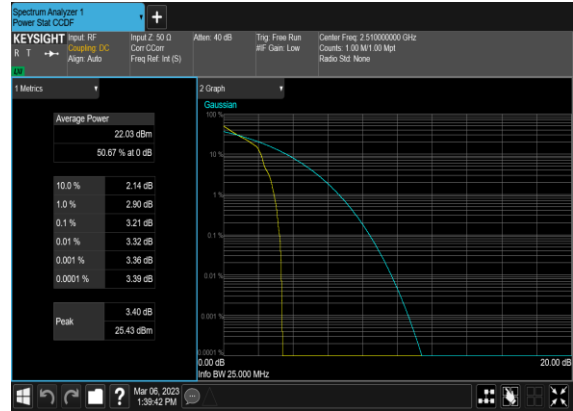 Spectrum Analyzer 1
Power Stat CCDF
KEYSIGHT
R T
LXI
Input: RF
Coupling: DC
Align: Auto
Input Z: 50 Ω
Corr CCorr
Freq Ref: Int (S)
Atten: 40 dB
Trig: Free Run
#IF Gain: Low
Center Freq: 2.510000000 GHz
Counts: 1.00 M/1.00 Mpt
Radio Std: None
1 Metrics
Average Power
22.03 dBm
50.67 % at 0 dB
10.0 % 2.14 dB
1.0 % 2.90 dB
0.1 % 3.21 dB
0.01 % 3.32 dB
0.001 % 3.36 dB
0.0001 % 3.39 dB
Peak
3.40 dB
25.43 dBm
2 Graph
Gaussian
100 %
10 %
1 %
0.1 %
0.01 %
0.001 %
0.0001 %
0.00 dB
20.00 dB
Info BW 25.000 MHz
?
Mar 06, 2023
1:39:42 PM